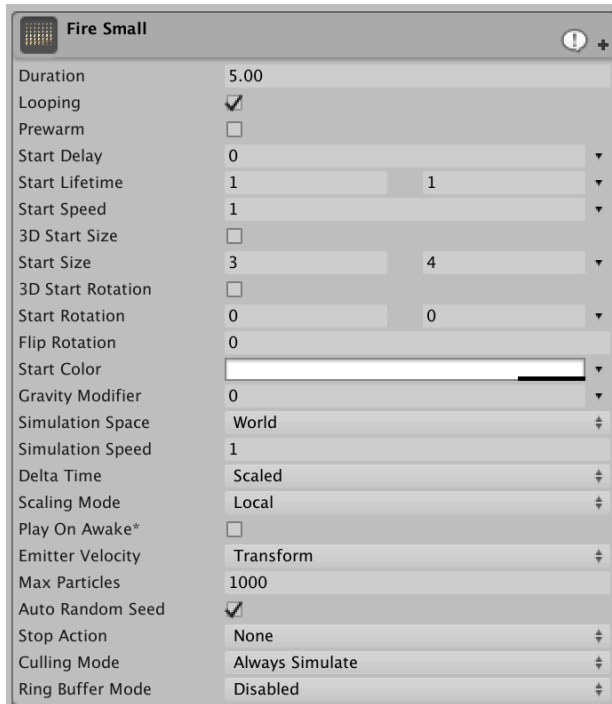 Fire Small
Duration 5.00
Looping
Prewarm
Start Delay 0
Start Lifetime 1 1
Start Speed 1
3D Start Size
Start Size 3 4
3D Start Rotation
Start Rotation 0 0
Flip Rotation 0
Start Color
Gravity Modifier 0
Simulation Space World
Simulation Speed 1
Delta Time Scaled
Scaling Mode Local
Play On Awake*
Emitter Velocity Transform
Max Particles 1000
Auto Random Seed
Stop Action None
Culling Mode Always Simulate
Ring Buffer Mode Disabled